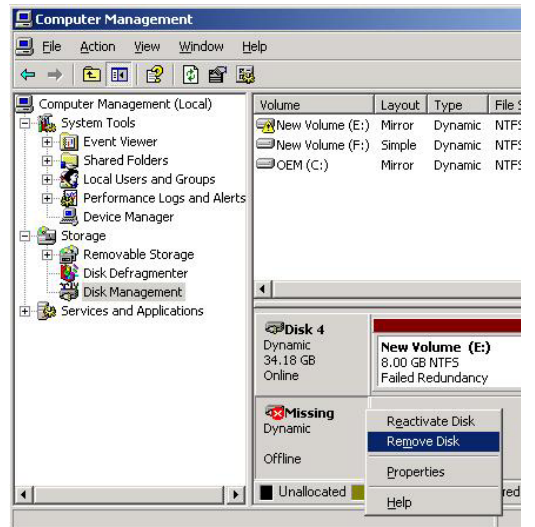 Computer Management
File Action View Window Help
Computer Management (Local)
System Tools
Event Viewer
Shared Folders
Local Users and Groups
Performance Logs and Alerts
Device Manager
Storage
Removable Storage
Disk Defragmenter
Disk Management
Services and Applications
Volume Layout Type File S
New Volume (E:) Mirror Dynamic NTFS
New Volume (F:) Simple Dynamic NTFS
OEM (C:) Mirror Dynamic NTFS
Disk 4
Dynamic
34.18 GB
Online
New Volume (E:)
8.00 GB NTFS
Failed Redundancy
Missing
Dynamic
Offline
Reactivate Disk
Remove Disk
Properties
Help
Unallocated
red